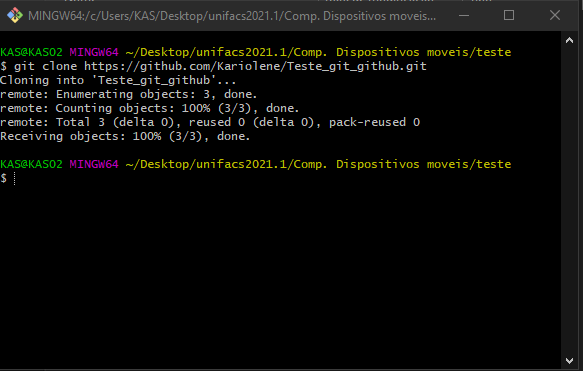 MINGW64:/c/Users/KAS/Desktop/unifacs2021.1/Comp. Dispositivos moveis...
KAS@KASO2 MINGW64 ~/Desktop/unifacs2021.1/Comp. Dispositivos moveis/teste
$ git clone https://github.com/Kariolene/Teste_git_github.git
Cloning into 'Teste_git_github'...
remote: Enumerating objects: 3, done.
remote: Counting objects: 100% (3/3), done.
remote: Total 3 (delta 0), reused 0 (delta 0), pack-reused 0
Receiving objects: 100% (3/3), done.
KAS@KASO2 MINGW64 ~/Desktop/unifacs2021.1/Comp. Dispositivos moveis/teste
$